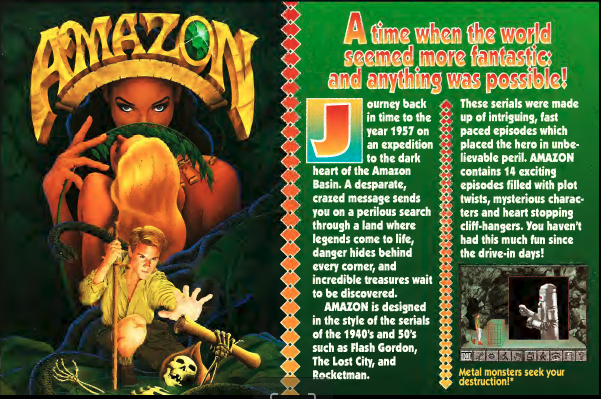 AMAZON
A time when the world
seemed more fantastic;
and anything was possible!
Journey back
in time to the
year 1957 on
an expedition
to the dark
heart of the Amazon
Basin. A desparate,
crazed message sends
you on a perilous search
through a land where
legends come to life,
danger hides behind
every corner, and
incredible treasures wait
to be discovered.
AMAZON is designed
in the style of the serials
of the 1940's and 50's
such as Flash Gordon,
The Lost City, and
Rocketman.
These serials were made
up of intriguing, fast
paced episodes which
placed the hero in unbe-
lievable peril. AMAZON
contains 14 exciting
episodes filled with plot
twists, mysterious charac-
ters and heart stopping
cliff-hangers. You haven't
had this much fun since
the drive-in days!
Metal monsters seek your
destruction!*